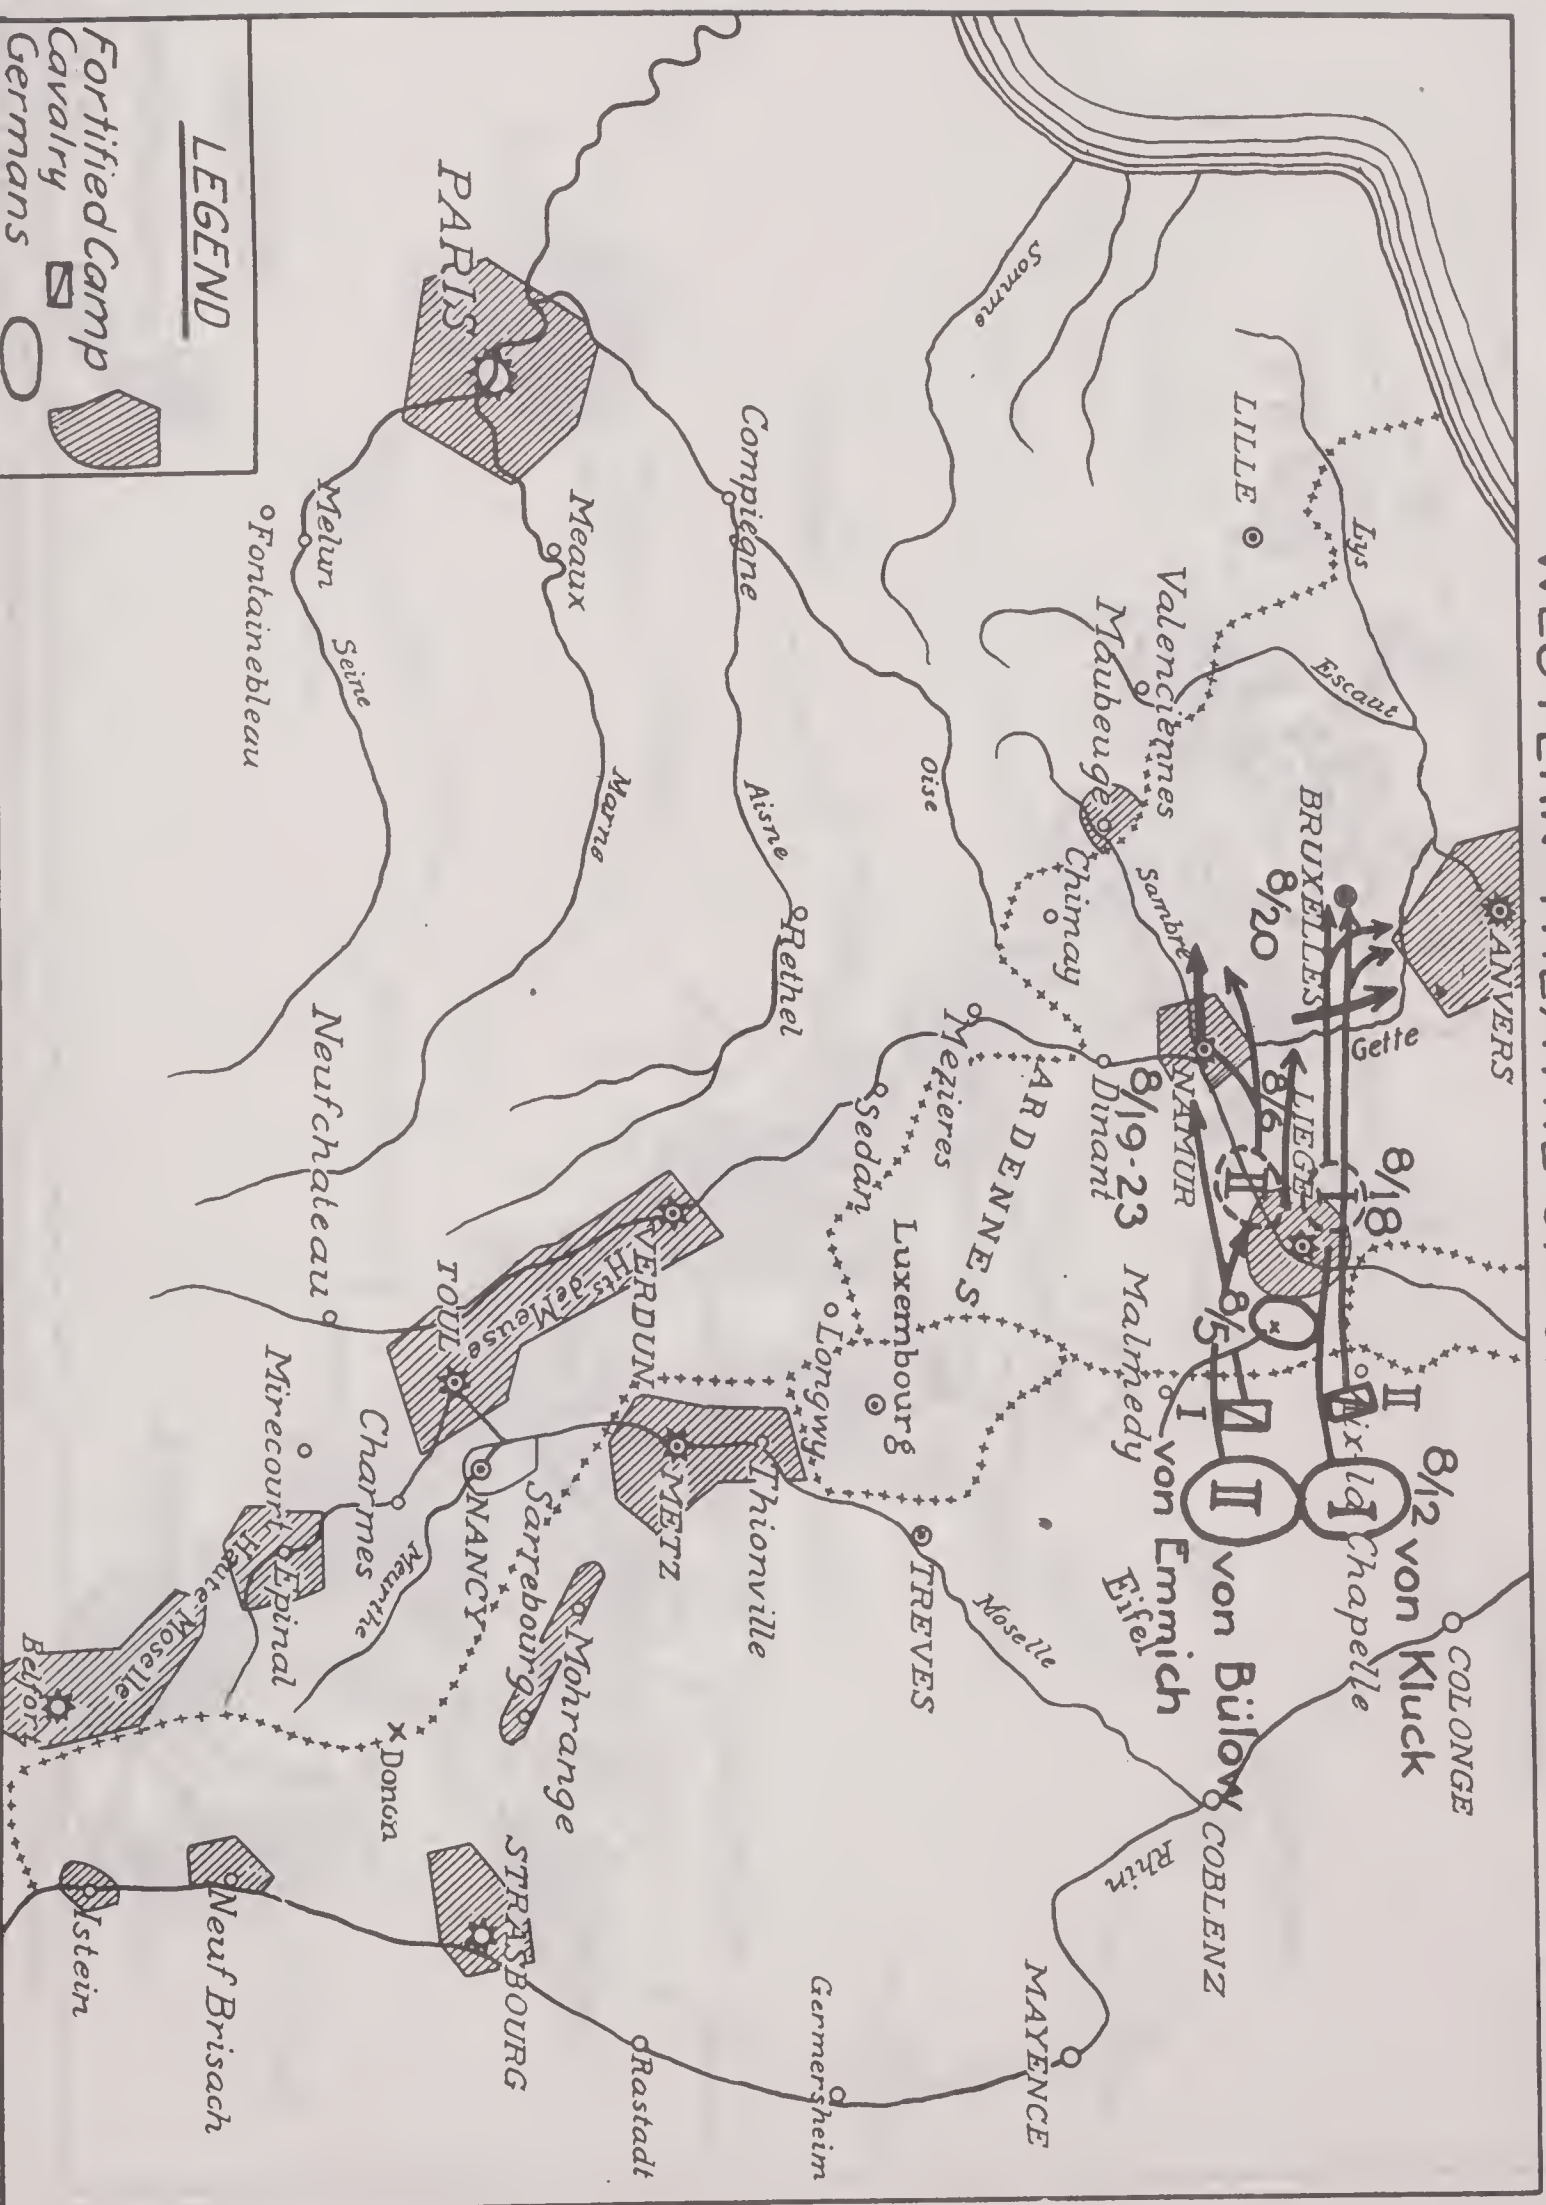 LEGEND
Fortified Camp
Cavalry
Germans
PARIS
Melun
Fontainebleau
Meaux
Seine
Marne
Compiegne
Aisne
Rethel
Oise
Somme
LILLE
Lys
Escaut
Valenciennes
Maubeuge
Chimay
Sambre
BRUXELLES
8/20
ANVERS
Gette
NAMUR
8/19-23
Dinant
Mezieres
Sedan
ARDENNES
LIEGE
8/6
8/18
I
II
8/5
Malmedy
Luxembourg
Longwy
Aix-la Chapelle
II
I
8/12 von Kluck
I
II
von Bülow
von Emmich
Eifel
COLONGE
COBLENZ
Rhin
MAYENCE
Moselle
TREVES
Thionville
METZ
VERDUN
Hts-de Meuse
TOUL
Neufchateau
Mirecourt
Charmes
NANCY
Meurthe
Sarrebourg
Mohrange
Epinal
Haute Moselle
Belfort
Donon
STRASBOURG
Neuf Brisach
Istein
Rastadt
Germersheim